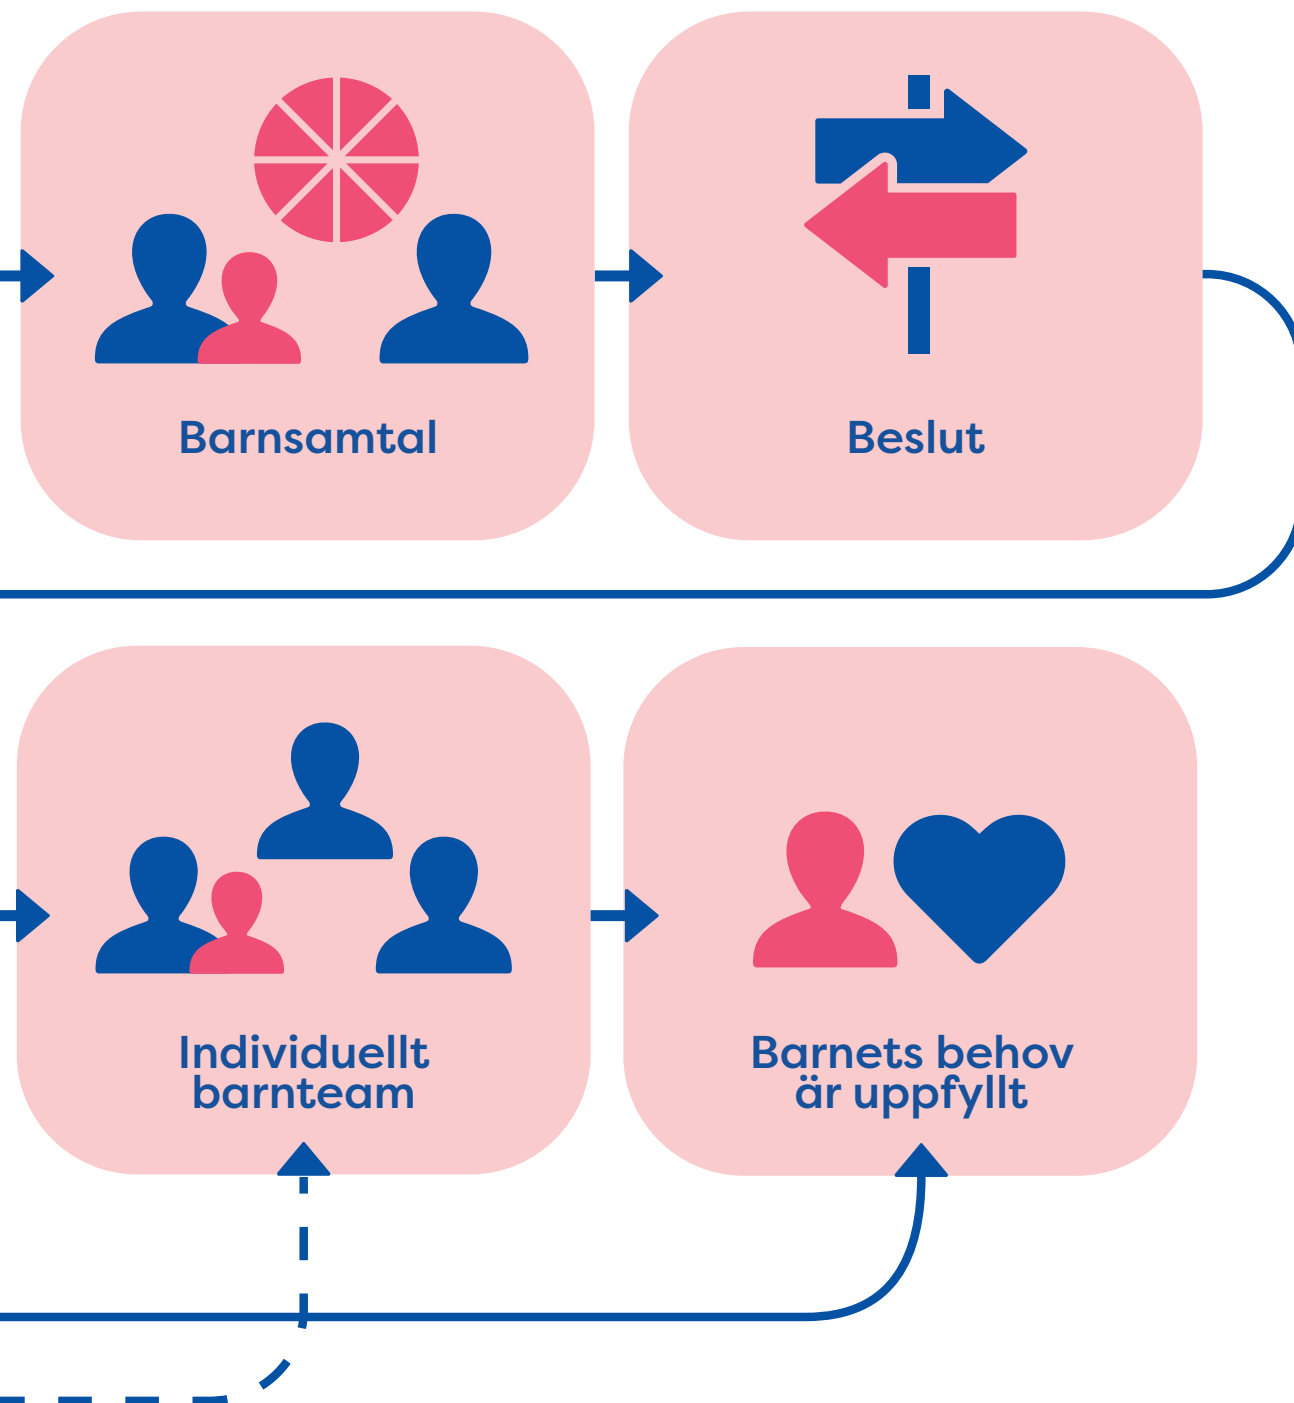 Barnsamtal
Beslut
Individuellt
barnteam
Barnets behov
är uppfyllt